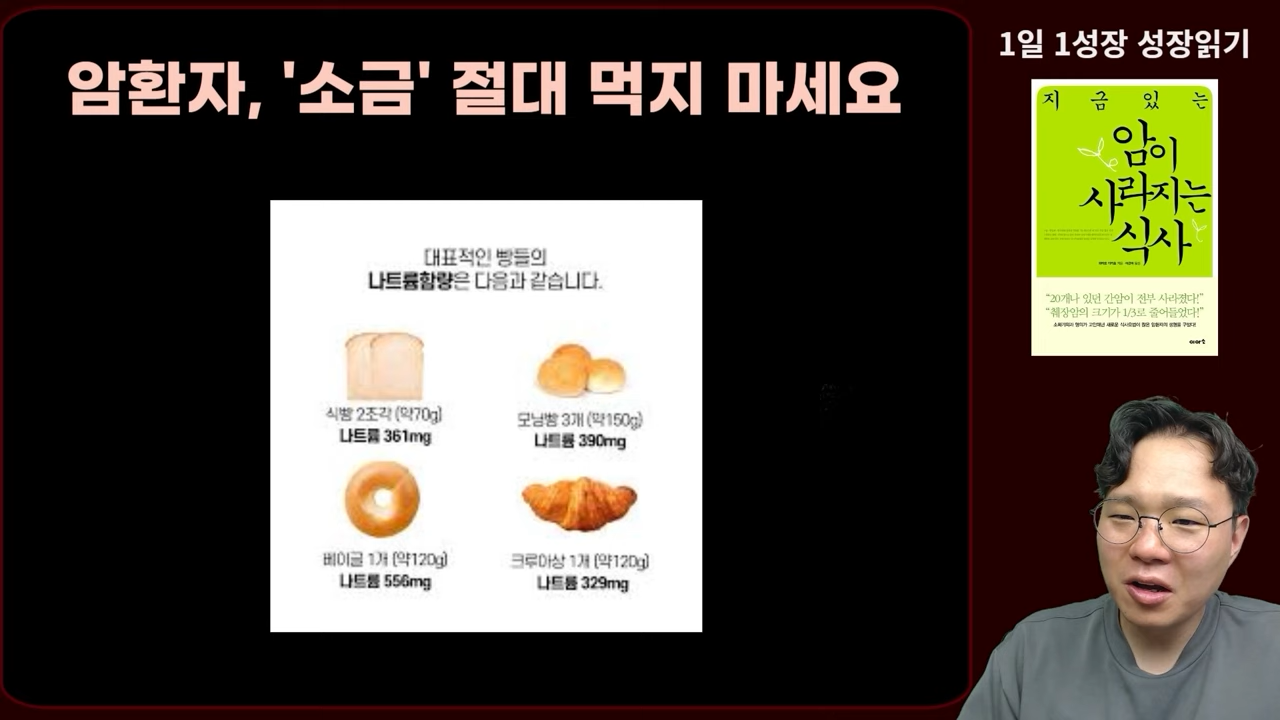 암환자, '소금' 절대 먹지 마세요
대표적인 빵들의
나트륨함량은 다음과 같습니다.
식빵 2조각 (약70g)
나트륨 361mg
모닝빵 3개 (약150g)
나트륨 390mg
베이글 1개 (약120g)
나트륨 556mg
크루아상 1개 (약120g)
나트륨 329mg
1일 1성장 성장읽기
지금 있는
암이
사라지는
식사
“20개나 있던 간암이 전부 사라졌다!”
“췌장암의 크기가 1/3로 줄어들었다!”